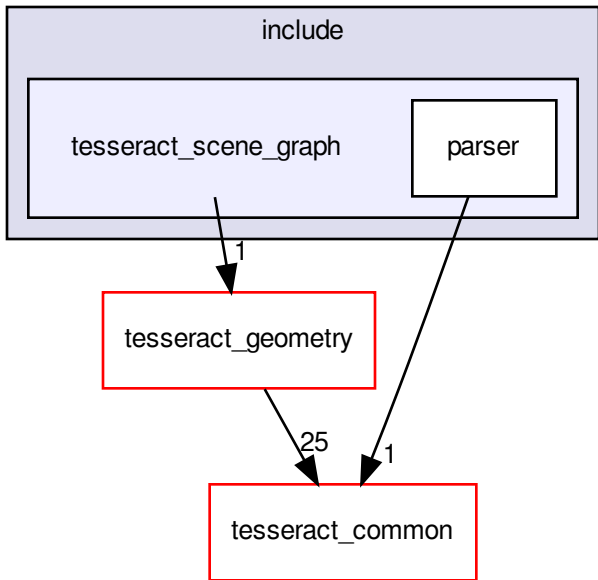 include
tesseract_scene_graph
parser
1
tesseract_geometry
25
1
tesseract_common